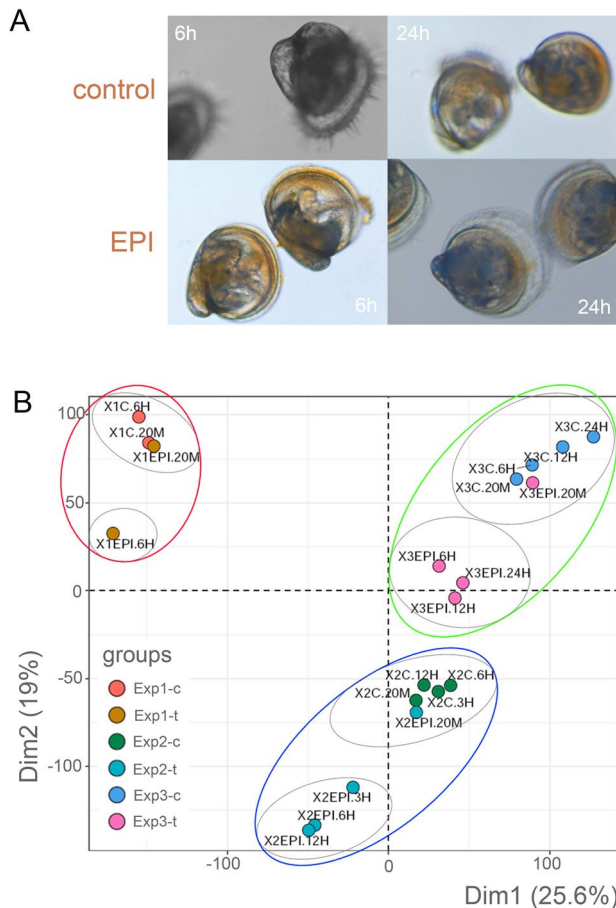 A
6h
24h
control
EPI
6h
24h
B
X1C.6H
X1C.20M
X1EPI.20M
X1EPI.6H
X3C.24H
X3C.12H
X3C.6H
X3C.20M
X3EPI.20M
X3EPI.6H
X3EPI.24H
X3EPI.12H
X2C.12H
X2C.6H
X2C.20M
X2C.3H
X2EPI.20M
X2EPI.3H
X2EPI.6H
X2EPI.12H
groups
Exp1-c
Exp1-t
Exp2-c
Exp2-t
Exp3-c
Exp3-t
100
50
0
-50
-100
Dim2 (19%)
-100
0
100
Dim1 (25.6%)